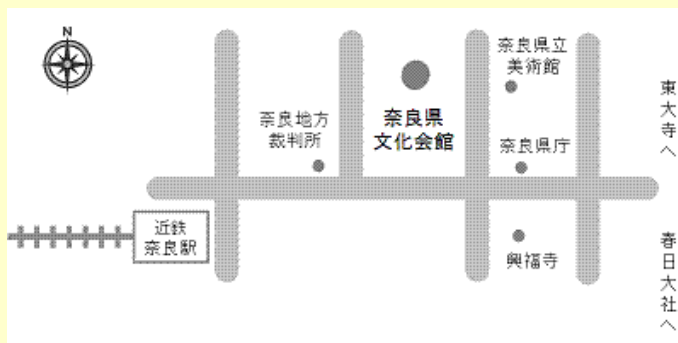 N
奈良県立
美術館
奈良地方
裁判所
奈良県
文化会館
奈良県庁
東大寺へ
近鉄
奈良駅
興福寺
春日大社へ